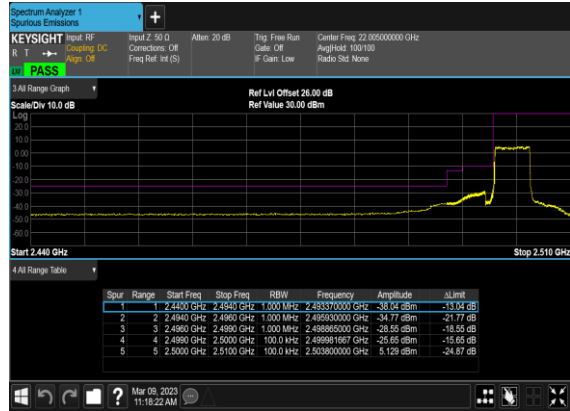 Spectrum Analyzer 1
Spurious Emissions
KEYSIGHT
R T
LW PASS
Input: RF
Coupling: DC
Align: Off
Input Z: 50 Ω
Corrections: Off
Freq Ref: Int (S)
Atten: 20 dB
Trig: Free Run
Gate: Off
IF Gain: Low
Center Freq: 22.005000000 GHz
Avg|Hold: 100/100
Radio Std: None
3 All Range Graph
Ref Lvl Offset 26.00 dB
Scale/Div 10.0 dB
Ref Value 30.00 dBm
Log
20.0
10.0
0.00
-10.0
-20.0
-30.0
-40.0
-50.0
-60.0
Start 2.440 GHz
Stop 2.510 GHz
4 All Range Table
Spur Range Start Freq Stop Freq RBW Frequency Amplitude ΔLimit
1 1 2.4400 GHz 2.4940 GHz 1.000 MHz 2.493370000 GHz -38.04 dBm -13.04 dB
2 2 2.4940 GHz 2.4960 GHz 1.000 MHz 2.495930000 GHz -34.77 dBm -21.77 dB
3 3 2.4960 GHz 2.4990 GHz 1.000 MHz 2.498865000 GHz -28.55 dBm -18.55 dB
4 4 2.4990 GHz 2.5000 GHz 100.0 kHz 2.499981667 GHz -25.65 dBm -15.65 dB
5 5 2.5000 GHz 2.5100 GHz 100.0 kHz 2.503800000 GHz 5.129 dBm -24.87 dB
?
Mar 09, 2023
11:18:22 AM